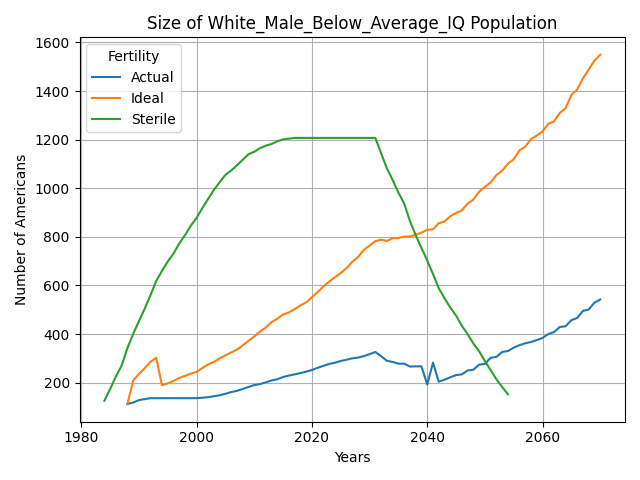 Size of White_Male_Below_Average_IQ Population
Number of Americans
1600
1400
1200
1000
800
600
400
200
Fertility
Actual
Ideal
Sterile
1980
2000
2020
2040
2060
Years